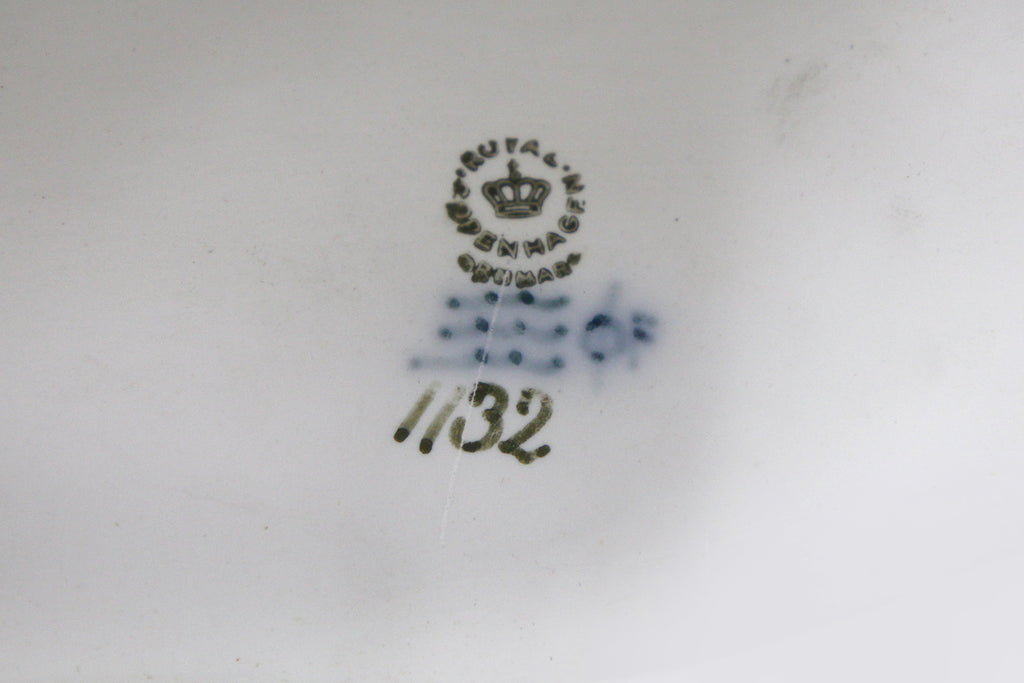 ROYAL
COPENHAGEN
DENMARK
1132